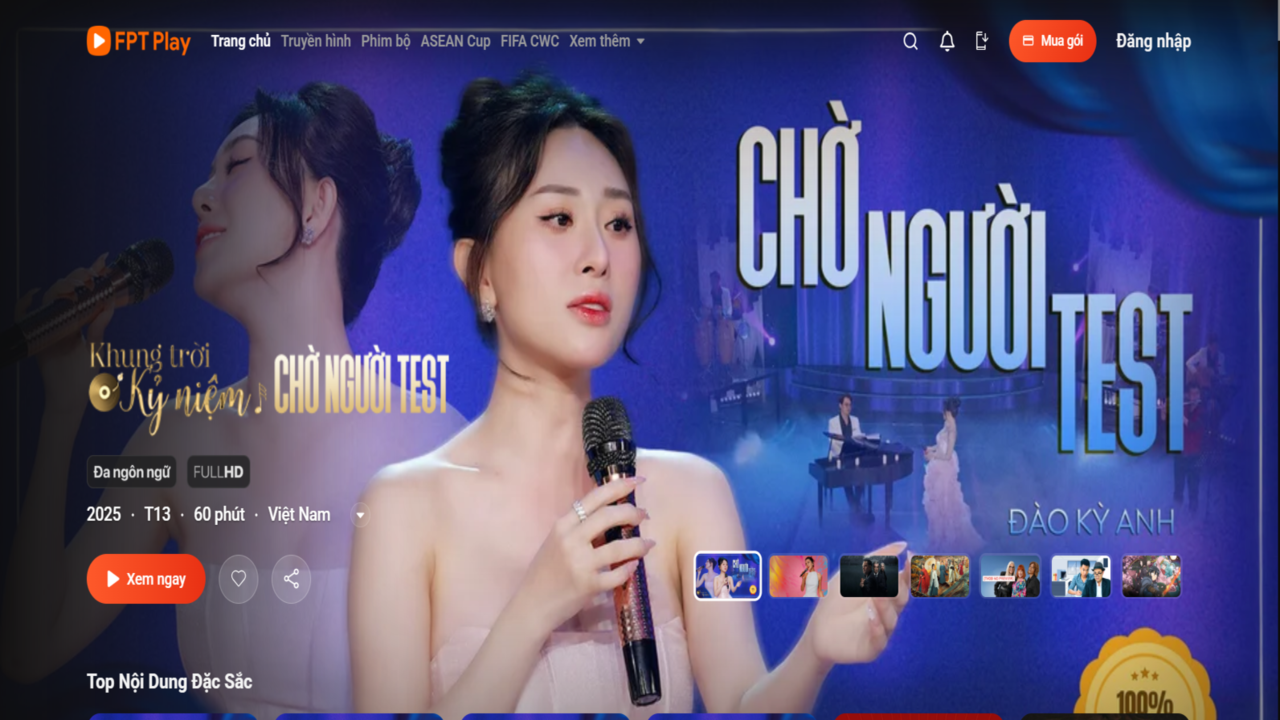 FPT Play
Trang chủ Truyền hình Phim bộ ASEAN Cup FIFA CWC Xem thêm
Mua gói
Đăng nhập
CHỜ
NGƯỜI
TEST
ĐÀO KỲ ANH
Khung trời
Kỷ niệm
CHỜ NGƯỜI TEST
Đa ngôn ngữ FULLHD
2025 · T13 · 60 phút · Việt Nam
Xem ngay
Top Nội Dung Đặc Sắc
100%